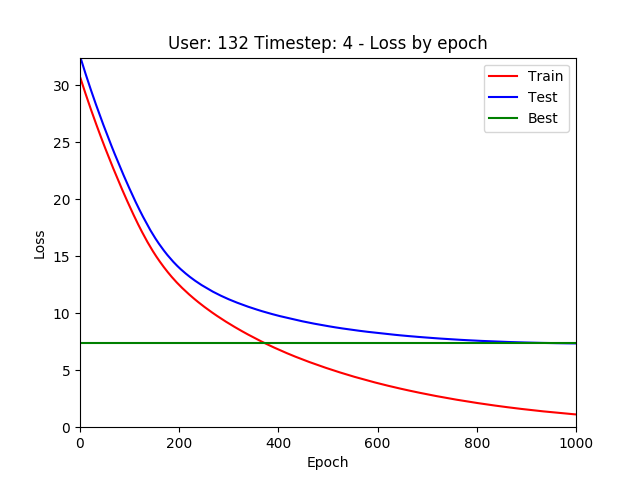 User: 132 Timestep: 4 - Loss by epoch
30
25
20
15
10
5
0
Loss
Train
Test
Best
0 200 400 600 800 1000
Epoch